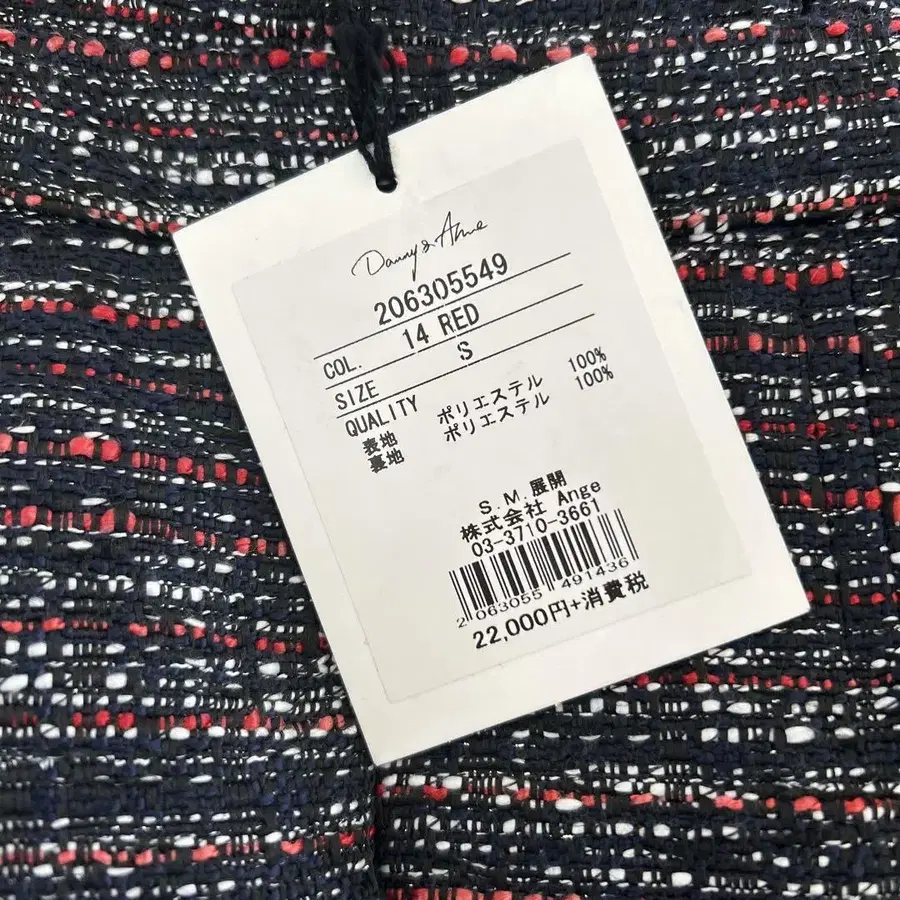 Danny & Anne
206305549
COL. 14 RED
SIZE S
QUALITY
表地 ポリエステル 100%
裏地 ポリエステル 100%
S.M.展開
株式会社 Ange
03-3710-3661
2 063055 491436
22,000円+消費税